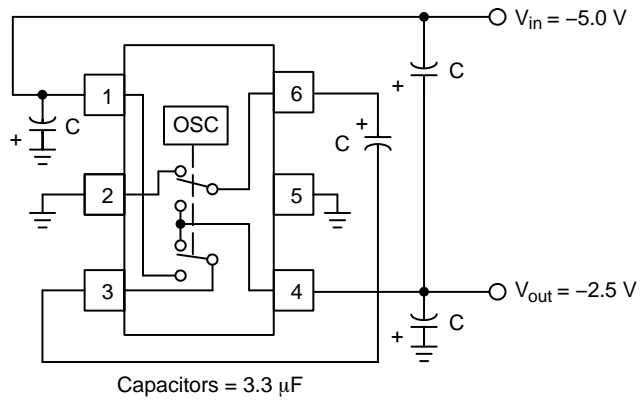 V_in = −5.0 V
C
+
6
1
+
C
C
+
OSC
+
C
2
5
3
4
V_out = −2.5 V
C
+
Capacitors = 3.3 μF